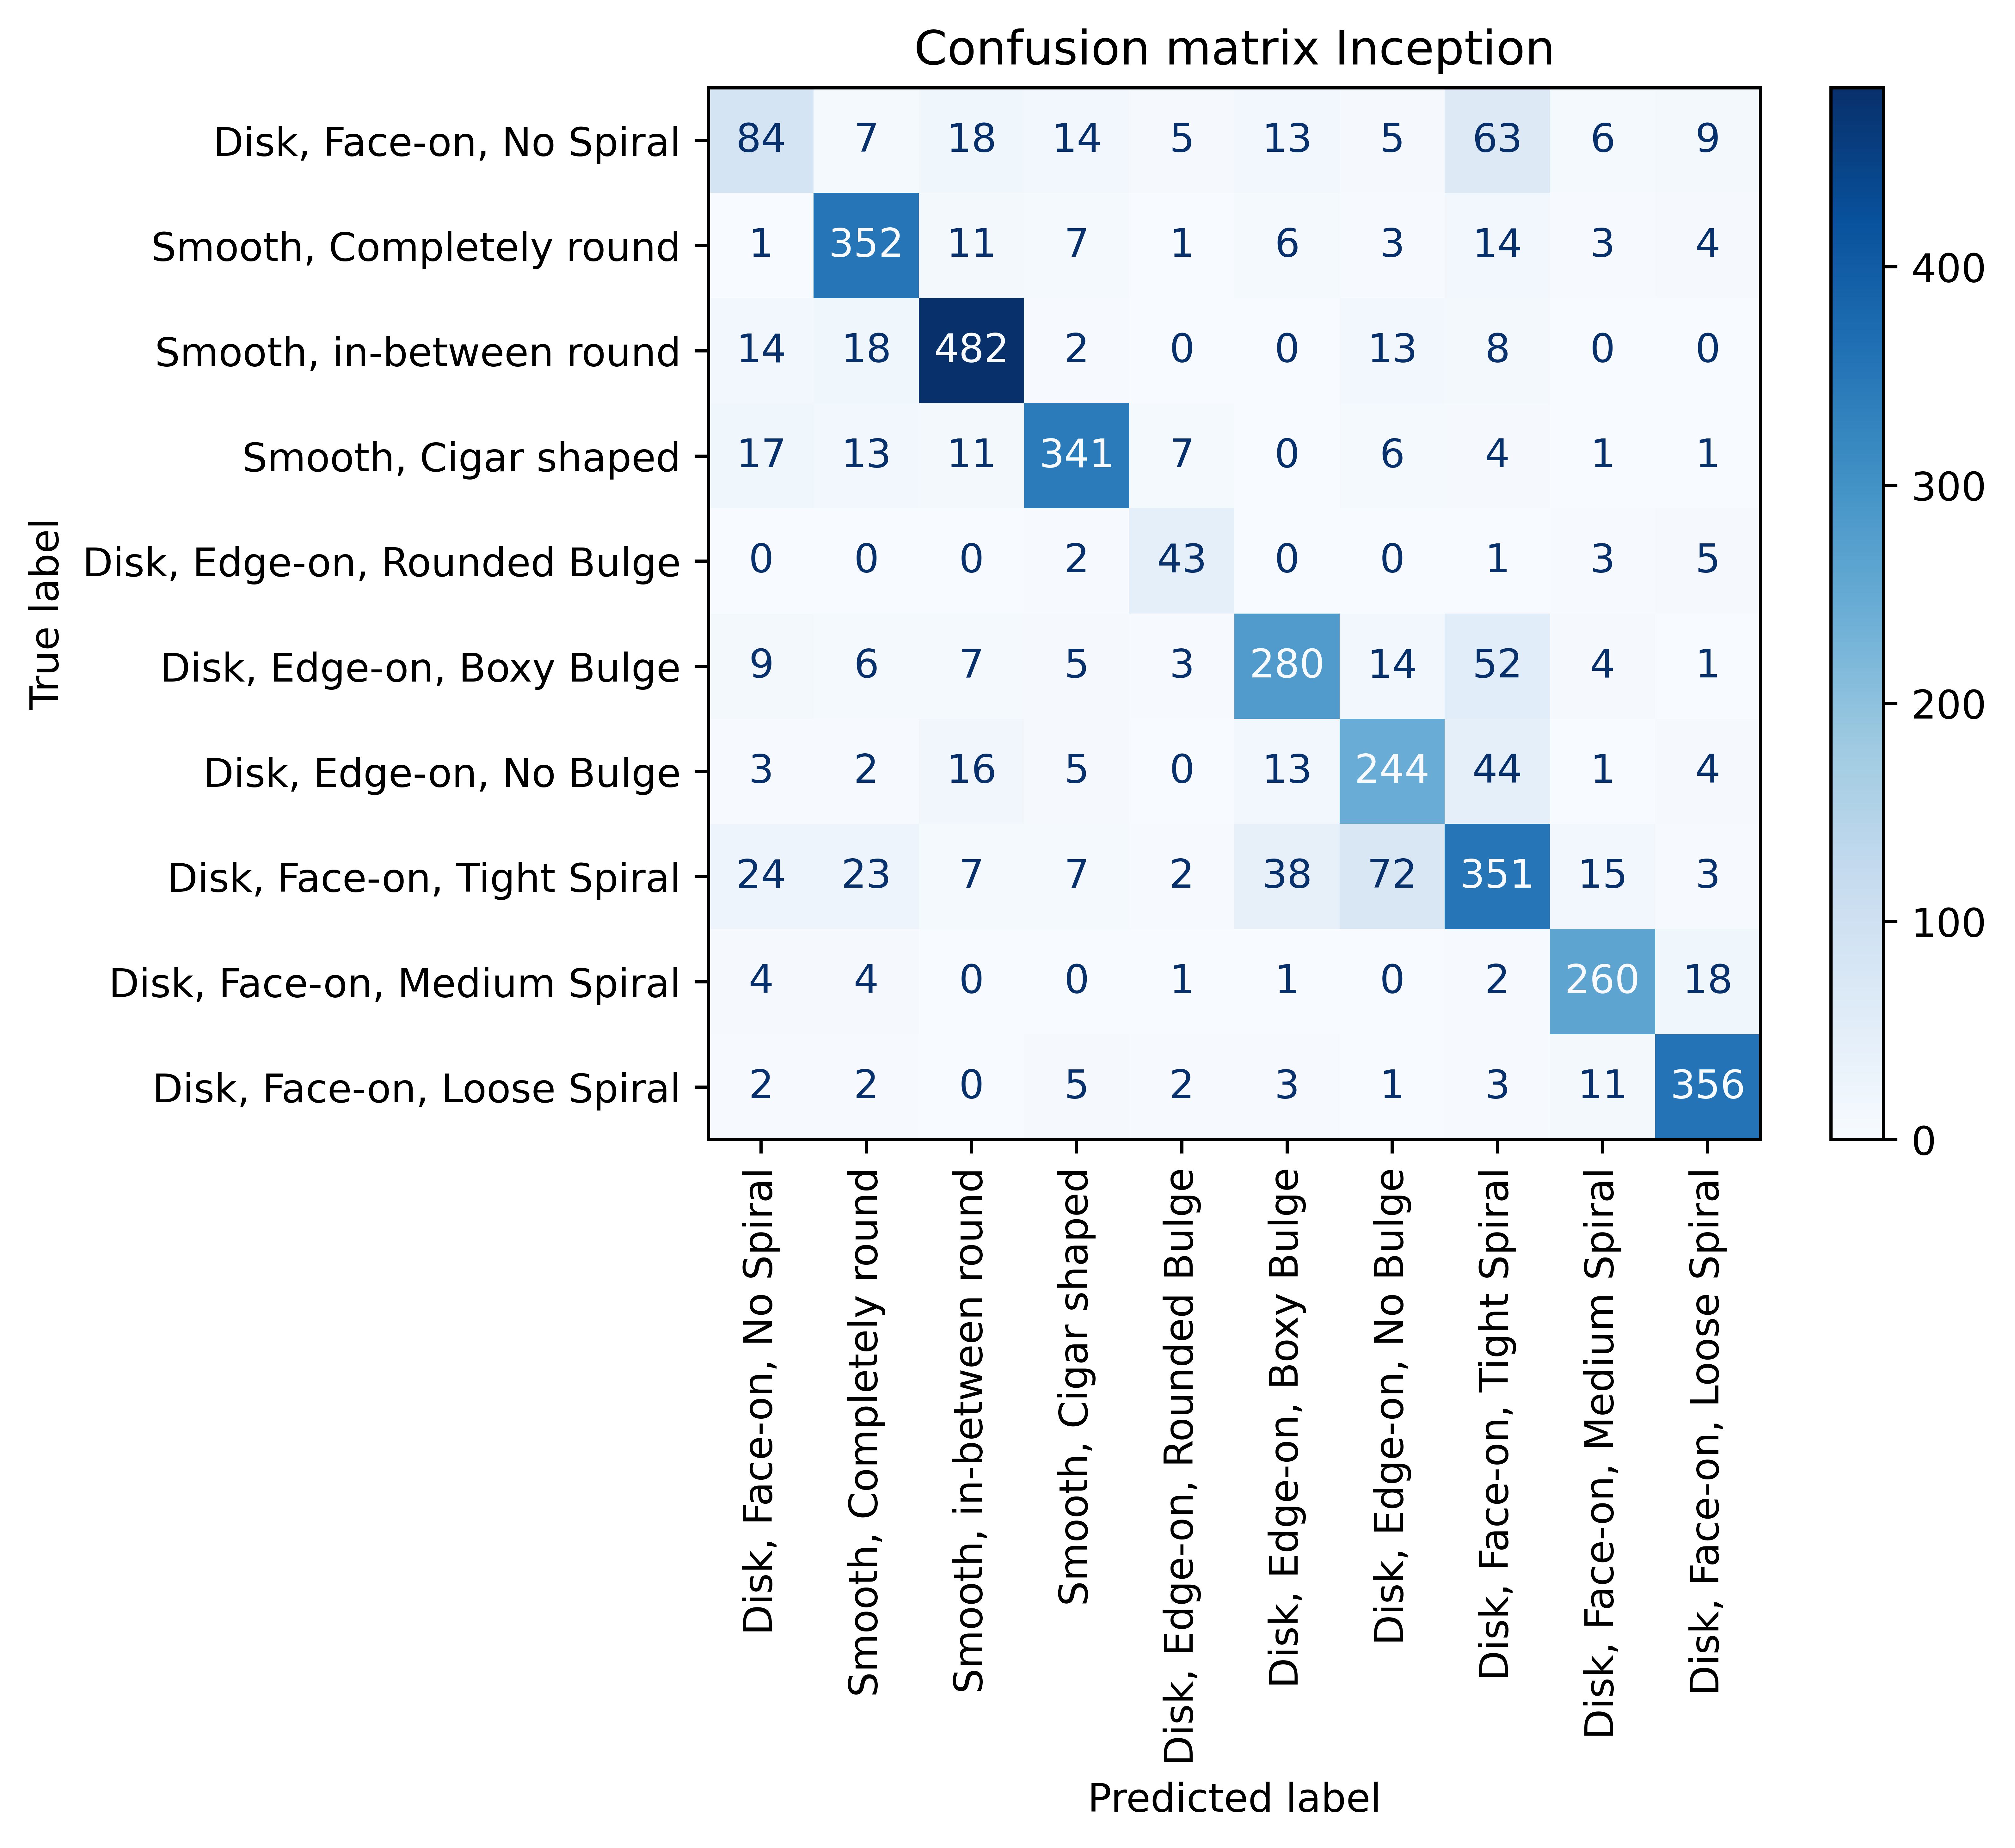 Confusion matrix Inception
True label
Disk, Face-on, No Spiral 84 7 18 14 5 13 5 63 6 9
Smooth, Completely round 1 352 11 7 1 6 3 14 3 4
Smooth, in-between round 14 18 482 2 0 0 13 8 0 0
Smooth, Cigar shaped 17 13 11 341 7 0 6 4 1 1
Disk, Edge-on, Rounded Bulge 0 0 0 2 43 0 0 1 3 5
Disk, Edge-on, Boxy Bulge 9 6 7 5 3 280 14 52 4 1
Disk, Edge-on, No Bulge 3 2 16 5 0 13 244 44 1 4
Disk, Face-on, Tight Spiral 24 23 7 7 2 38 72 351 15 3
Disk, Face-on, Medium Spiral 4 4 0 0 1 1 0 2 260 18
Disk, Face-on, Loose Spiral 2 2 0 5 2 3 1 3 11 356
400
300
200
100
0
Disk, Face-on, No Spiral
Smooth, Completely round
Smooth, in-between round
Smooth, Cigar shaped
Disk, Edge-on, Rounded Bulge
Disk, Edge-on, Boxy Bulge
Disk, Edge-on, No Bulge
Disk, Face-on, Tight Spiral
Disk, Face-on, Medium Spiral
Disk, Face-on, Loose Spiral
Predicted label